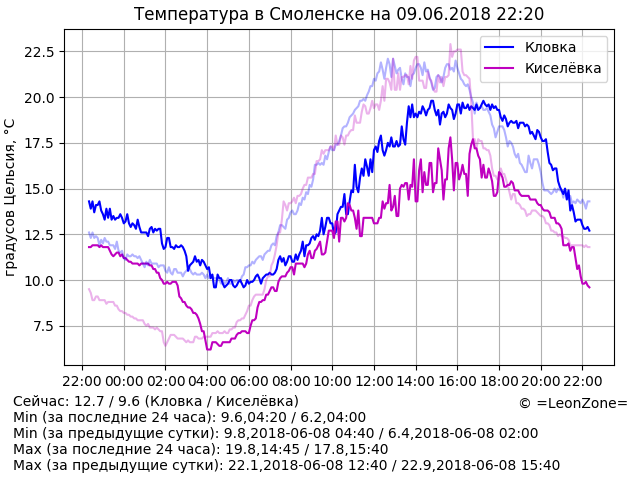 Температура в Смоленске на 09.06.2018 22:20
градусов Цельсия, °C
22.5
20.0
17.5
15.0
12.5
10.0
7.5
Кловка
Киселёвка
22:00 00:00 02:00 04:00 06:00 08:00 10:00 12:00 14:00 16:00 18:00 20:00 22:00
Сейчас: 12.7 / 9.6 (Кловка / Киселёвка)
© =LeonZone=
Min (за последние 24 часа): 9.6,04:20 / 6.2,04:00
Min (за предыдущие сутки): 9.8,2018-06-08 04:40 / 6.4,2018-06-08 02:00
Max (за последние 24 часа): 19.8,14:45 / 17.8,15:40
Max (за предыдущие сутки): 22.1,2018-06-08 12:40 / 22.9,2018-06-08 15:40